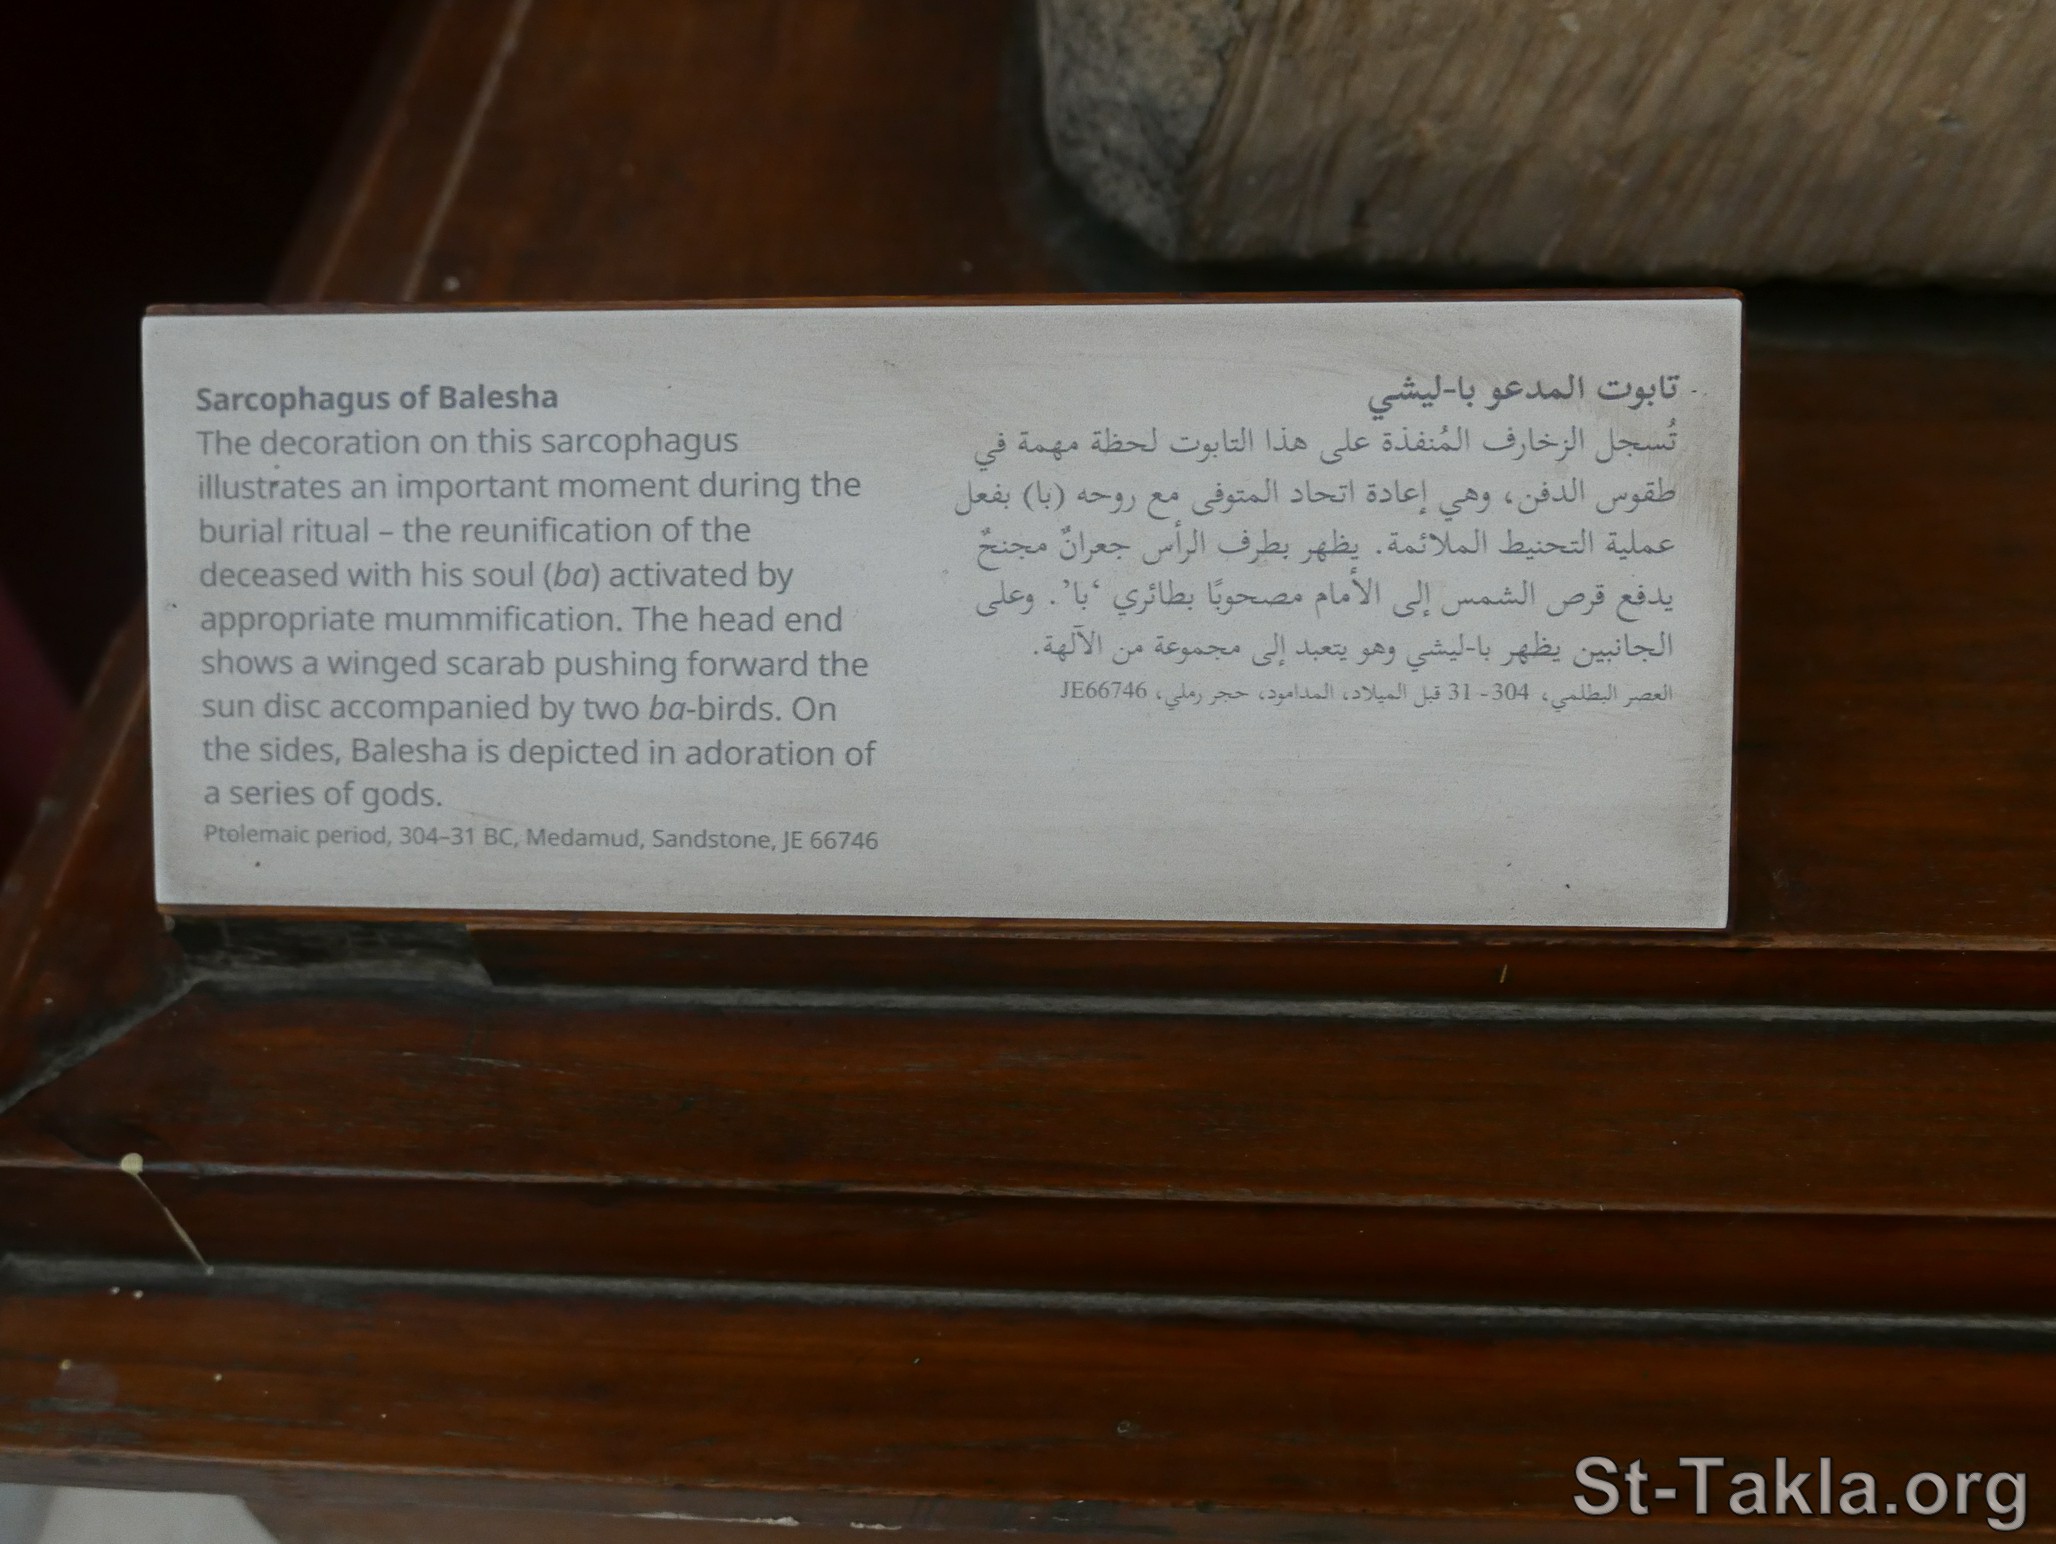 Sarcophagus of Balesha
The decoration on this sarcophagus
illustrates an important moment during the
burial ritual – the reunification of the
deceased with his soul (ba) activated by
appropriate mummification. The head end
shows a winged scarab pushing forward the
sun disc accompanied by two ba-birds. On
the sides, Balesha is depicted in adoration of
a series of gods.
Ptolemaic period, 304–31 BC, Medamud, Sandstone, JE 66746
تابوت المدعو با-ليشي
تُسجل الزخارف المُنفذة على هذا التابوت لحظة مهمة في
طقوس الدفن، وهي إعادة اتحاد المتوفى مع روحه (با) بفعل
عملية التحنيط الملائمة. يظهر بطرف الرأس جعرانٌ مجنحٌ
يدفع قرص الشمس إلى الأمام مصحوبًا بطائري ‘با’. وعلى
الجانبين يظهر با-ليشي وهو يتعبد إلى مجموعة من الآلهة.
العصر البطلمي، 304- 31 قبل الميلاد، المدامود، حجر رملي، JE66746
St-Takla.org